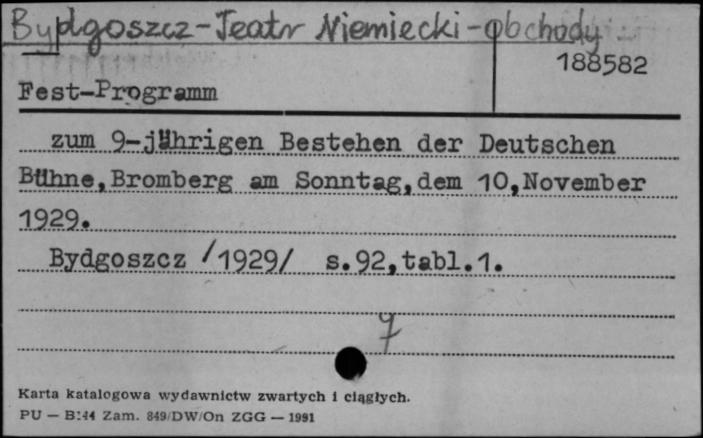 Bydgoszcz-Teatr Niemiecki-obchody
188582
Fest-Programm
zum 9-jährigen Bestehen der Deutschen
Bühne,Bromberg am Sonntag,dem 10,November
1929.
Bydgoszcz /1929/ s.92,tabl.1.
7
Karta katalogowa wydawnictw zwartych i ciągłych.
PU — B:44 Zam. 849/DW/On ZGG — 1991